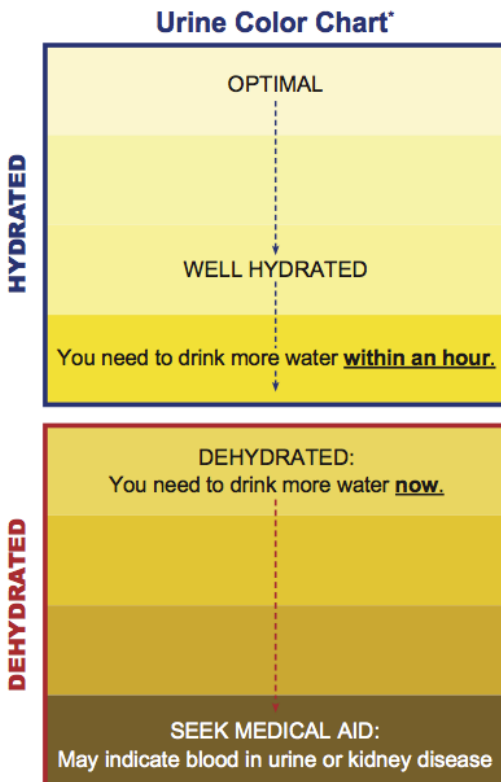 Urine Color Chart*
HYDRATED
OPTIMAL
WELL HYDRATED
You need to drink more water within an hour.
DEHYDRATED
DEHYDRATED:
You need to drink more water now.
SEEK MEDICAL AID:
May indicate blood in urine or kidney disease